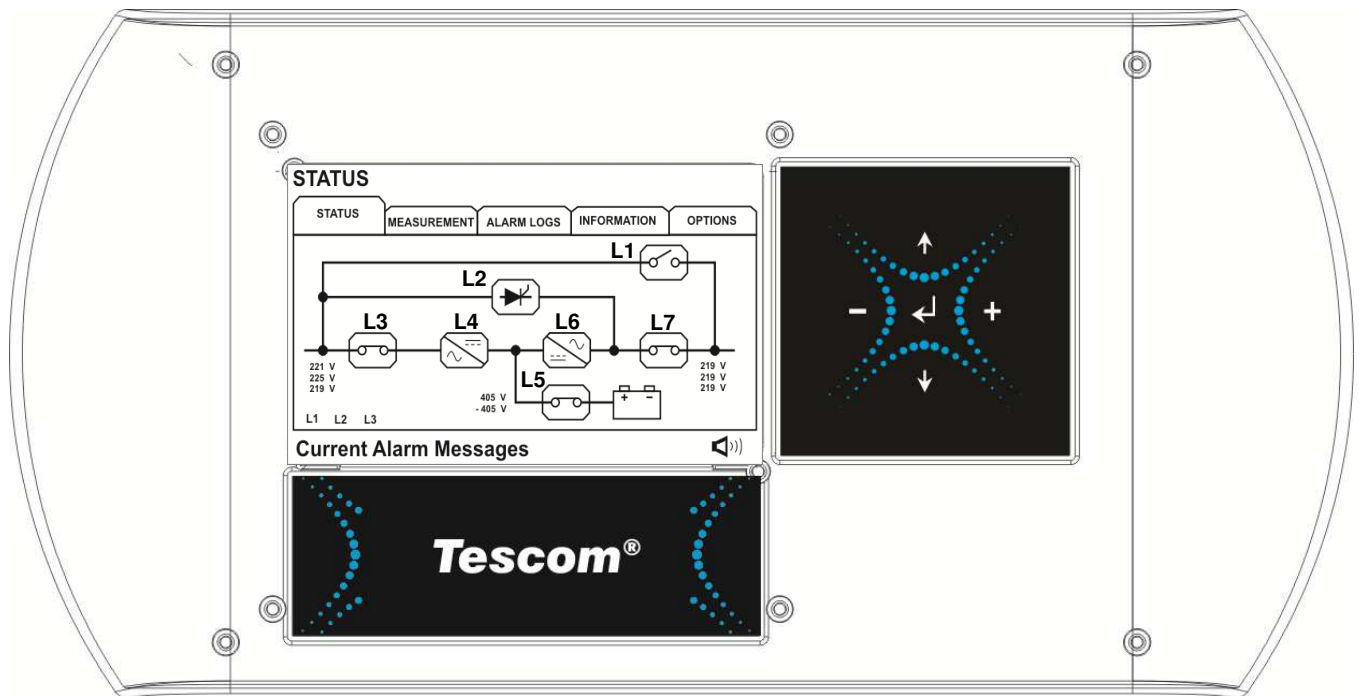 STATUS
STATUS MEASUREMENT ALARM LOGS INFORMATION OPTIONS
L1
L2
L3 L4 L6 L7
221 V
225 V
219 V
219 V
219 V
219 V
L5
405 V
- 405 V
+ −
L1 L2 L3
Current Alarm Messages
− +
Tescom®